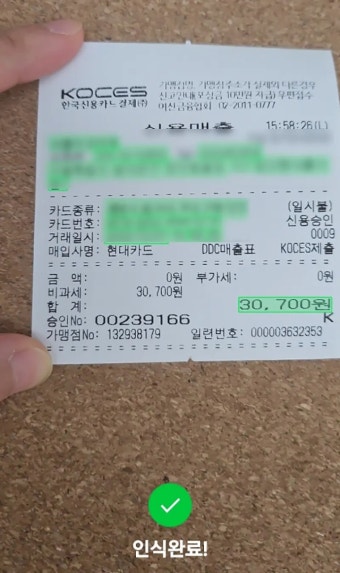 KOCES
한국신용카드결제(주)
가맹점명, 가맹점주소가 실제와 다른경우
신고안내(포상금 10만원 지급) 우편접수
여신금융협회 02-2011-0777
신용매출 15:58:26(L)
카드종류: (일시불)
카드번호: 신용승인
거래일시: 0009
매입사명: 현대카드 DDC매출표 KOCES제출
금 액: 0원 부가세: 0원
비과세: 30,700원
합 계: 30,700원
승인No: 00239166 K
가맹점No: 132938179 일련번호: 000003632353
인식완료!